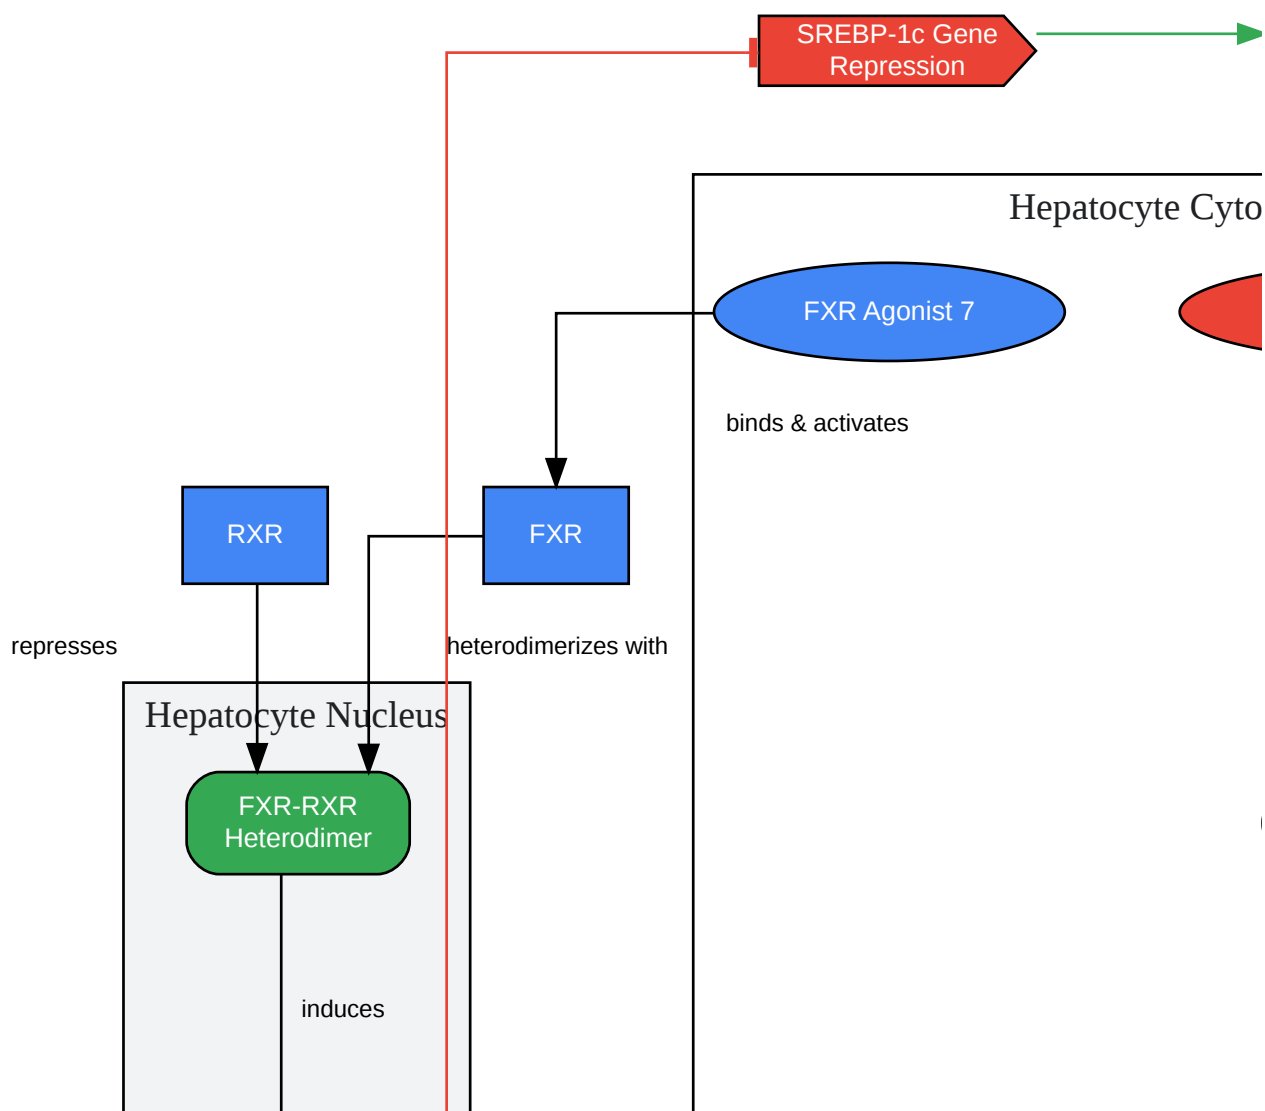 SREBP-1c Gene
Repression
Hepatocyte Cyto
FXR Agonist 7
binds & activates
RXR
FXR
represses
heterodimerizes with
Hepatocyte Nucleus
FXR-RXR
Heterodimer
induces